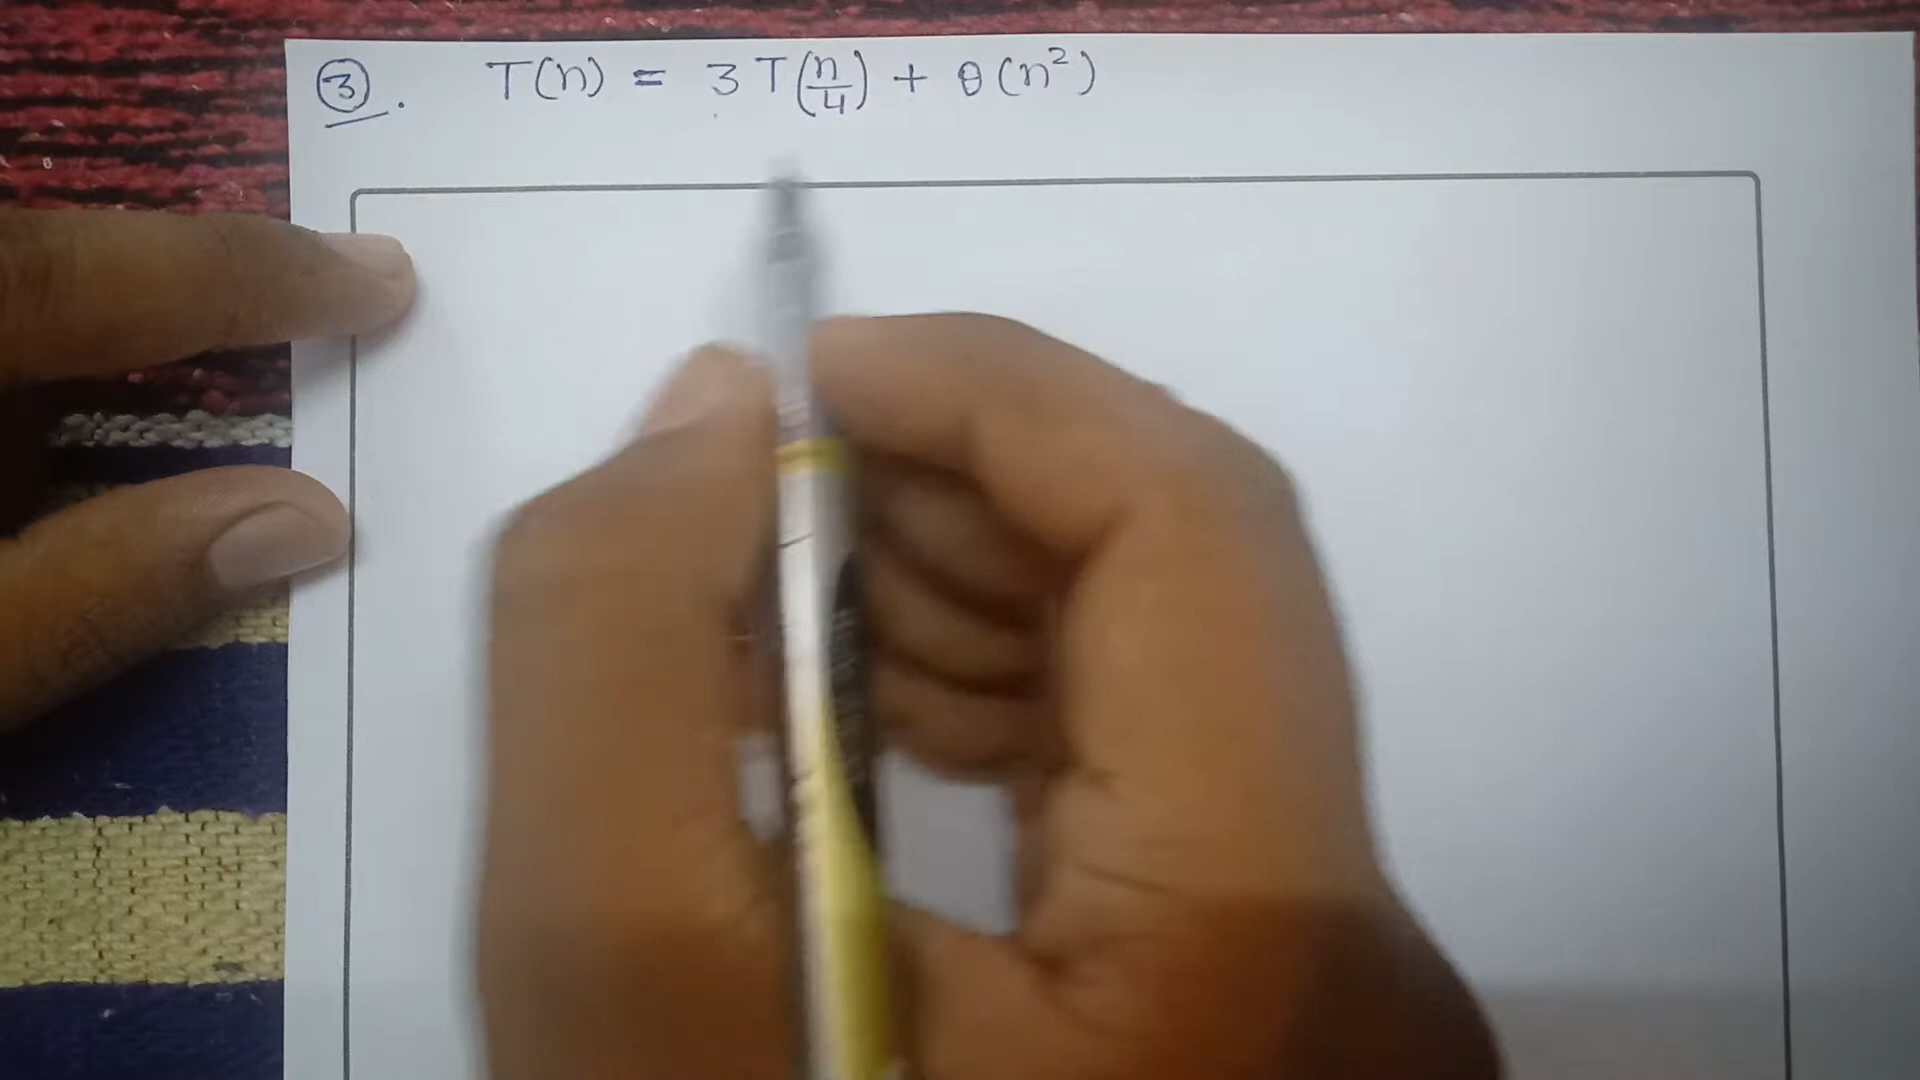 ③. T(n) = 3T(n/4) + θ(n²)